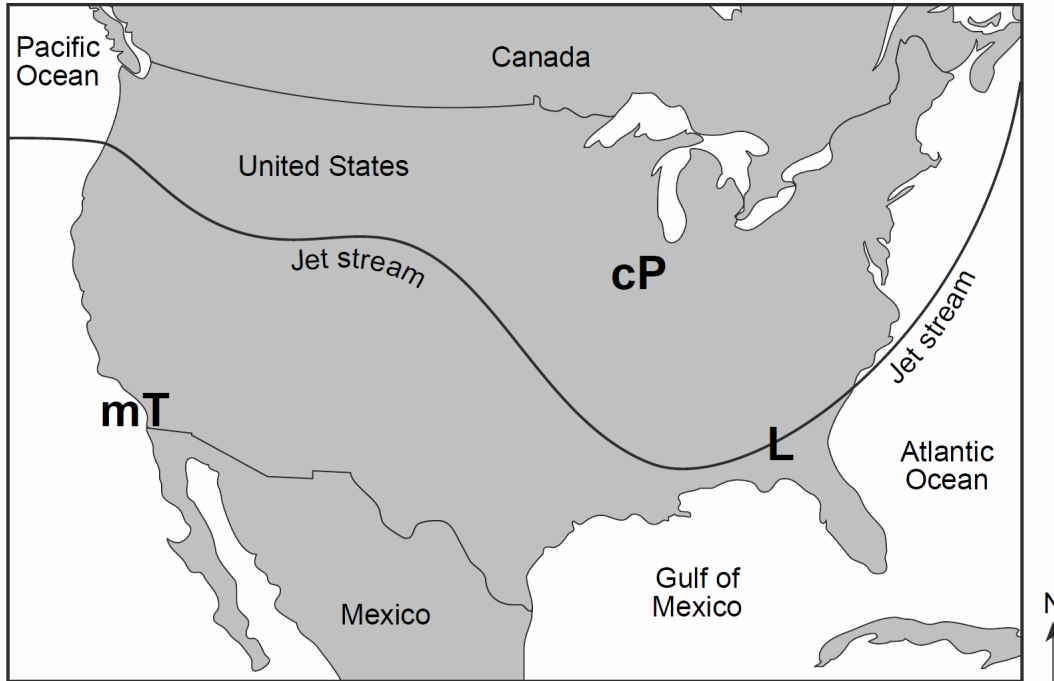 Pacific
Ocean
Canada
United States
Jet stream
cP
Jet stream
mT
L
Atlantic
Ocean
Gulf of
Mexico
Mexico
N